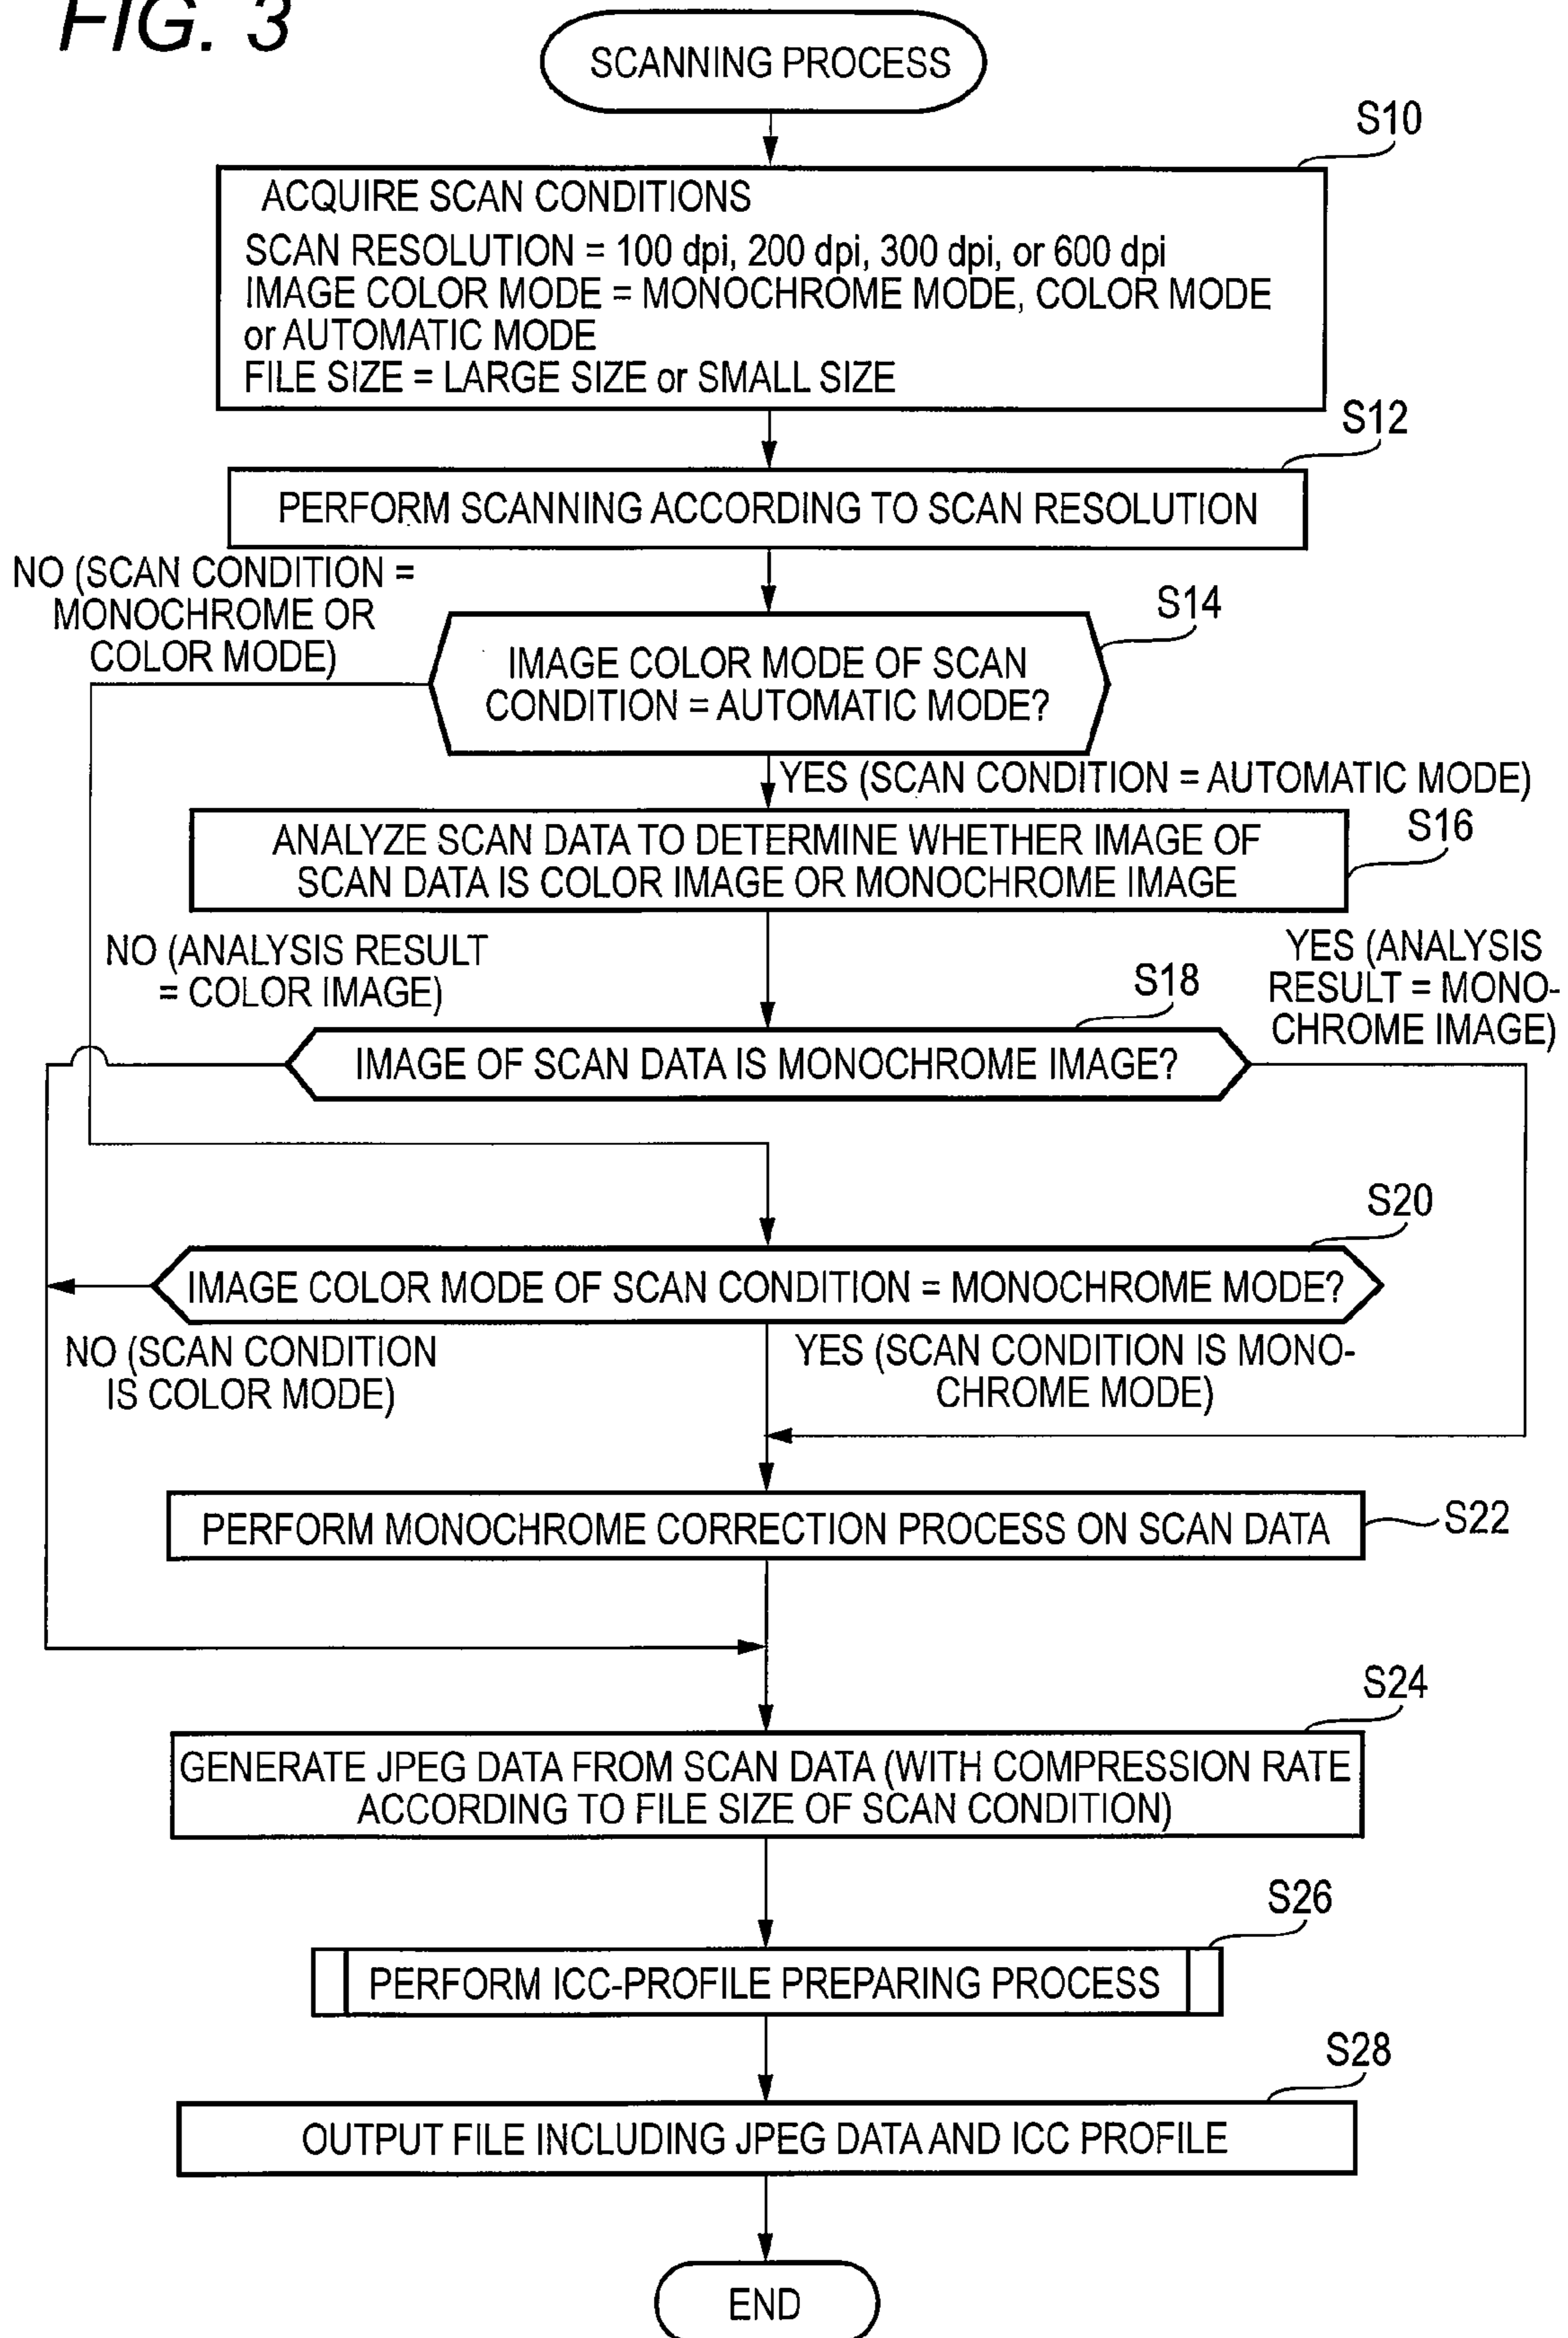 FIG. 3
SCANNING PROCESS
S10
ACQUIRE SCAN CONDITIONS
SCAN RESOLUTION = 100 dpi, 200 dpi, 300 dpi, or 600 dpi
IMAGE COLOR MODE = MONOCHROME MODE, COLOR MODE
or AUTOMATIC MODE
FILE SIZE = LARGE SIZE or SMALL SIZE
S12
PERFORM SCANNING ACCORDING TO SCAN RESOLUTION
NO (SCAN CONDITION =
MONOCHROME OR
COLOR MODE)
S14
IMAGE COLOR MODE OF SCAN
CONDITION = AUTOMATIC MODE?
YES (SCAN CONDITION = AUTOMATIC MODE)
S16
ANALYZE SCAN DATA TO DETERMINE WHETHER IMAGE OF
SCAN DATA IS COLOR IMAGE OR MONOCHROME IMAGE
NO (ANALYSIS RESULT
= COLOR IMAGE)
S18
YES (ANALYSIS
RESULT = MONO-
CHROME IMAGE)
IMAGE OF SCAN DATA IS MONOCHROME IMAGE?
S20
IMAGE COLOR MODE OF SCAN CONDITION = MONOCHROME MODE?
NO (SCAN CONDITION
IS COLOR MODE)
YES (SCAN CONDITION IS MONO-
CHROME MODE)
PERFORM MONOCHROME CORRECTION PROCESS ON SCAN DATA
S22
S24
GENERATE JPEG DATA FROM SCAN DATA (WITH COMPRESSION RATE
ACCORDING TO FILE SIZE OF SCAN CONDITION)
S26
PERFORM ICC-PROFILE PREPARING PROCESS
S28
OUTPUT FILE INCLUDING JPEG DATA AND ICC PROFILE
END